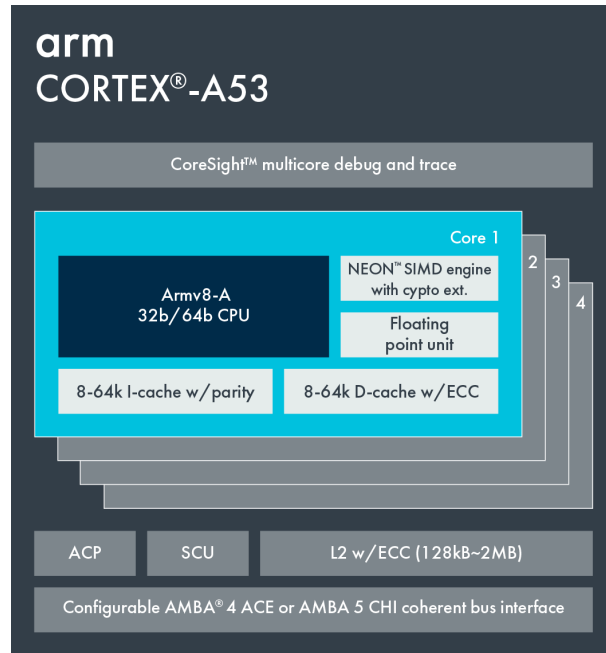 arm
CORTEX®-A53
CoreSight™ multicore debug and trace
Core 1
2
3
4
Armv8-A
32b/64b CPU
NEON™ SIMD engine
with cypto ext.
Floating
point unit
8-64k I-cache w/parity
8-64k D-cache w/ECC
ACP
SCU
L2 w/ECC (128kB~2MB)
Configurable AMBA® 4 ACE or AMBA 5 CHI coherent bus interface